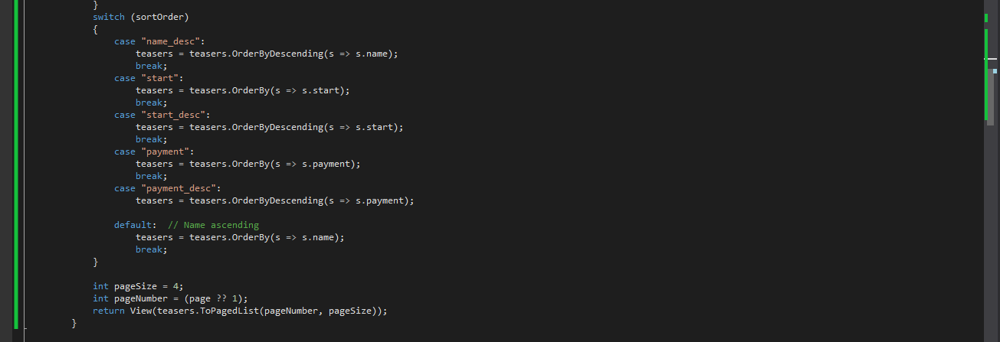 }
switch (sortOrder)
{
case "name_desc":
teasers = teasers.OrderByDescending(s => s.name);
break;
case "start":
teasers = teasers.OrderBy(s => s.start);
break;
case "start_desc":
teasers = teasers.OrderByDescending(s => s.start);
break;
case "payment":
teasers = teasers.OrderBy(s => s.payment);
break;
case "payment_desc":
teasers = teasers.OrderByDescending(s => s.payment);
default:  // Name ascending
teasers = teasers.OrderBy(s => s.name);
break;
}
int pageSize = 4;
int pageNumber = (page ?? 1);
return View(teasers.ToPagedList(pageNumber, pageSize));
}